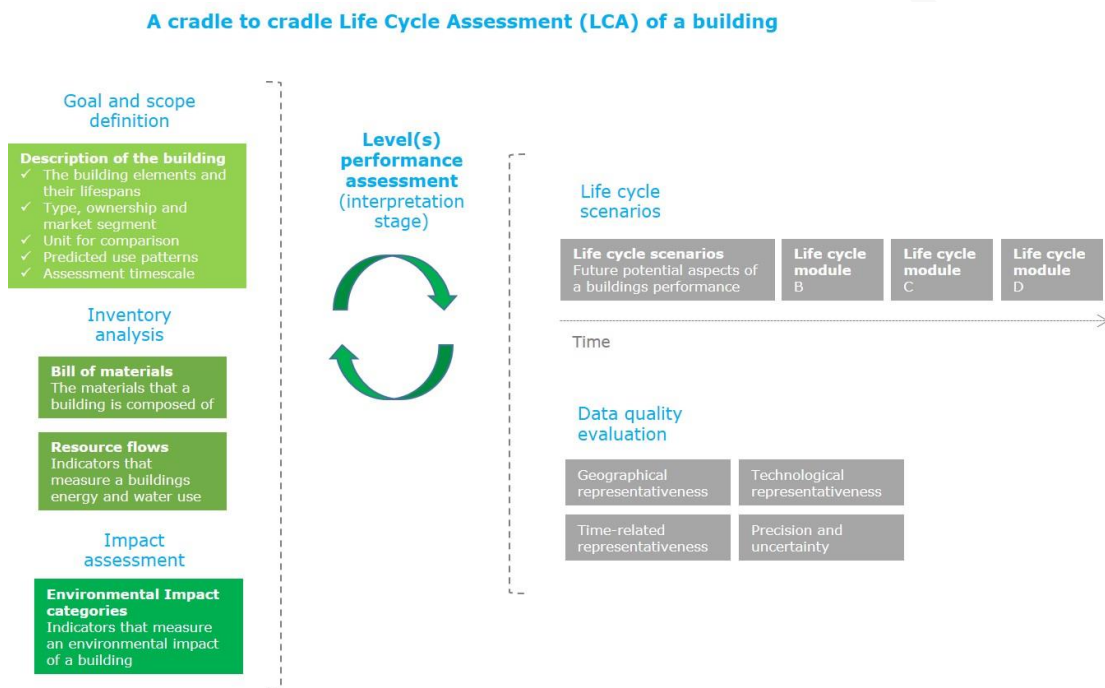 A cradle to cradle Life Cycle Assessment (LCA) of a building
Goal and scope
definition
Description of the building
✓ The building elements and
their lifespans
✓ Type, ownership and
market segment
✓ Unit for comparison
✓ Predicted use patterns
✓ Assessment timescale
Inventory
analysis
Bill of materials
The materials that a
building is composed of
Resource flows
Indicators that
measure a buildings
energy and water use
Impact
assessment
Environmental Impact
categories
Indicators that measure
an environmental impact
of a building
Level(s)
performance
assessment
(interpretation
stage)
Life cycle
scenarios
Life cycle scenarios
Future potential aspects of
a buildings performance
Life cycle
module
B
Life cycle
module
C
Life cycle
module
D
Time
Data quality
evaluation
Geographical
representativeness
Technological
representativeness
Time-related
representativeness
Precision and
uncertainty